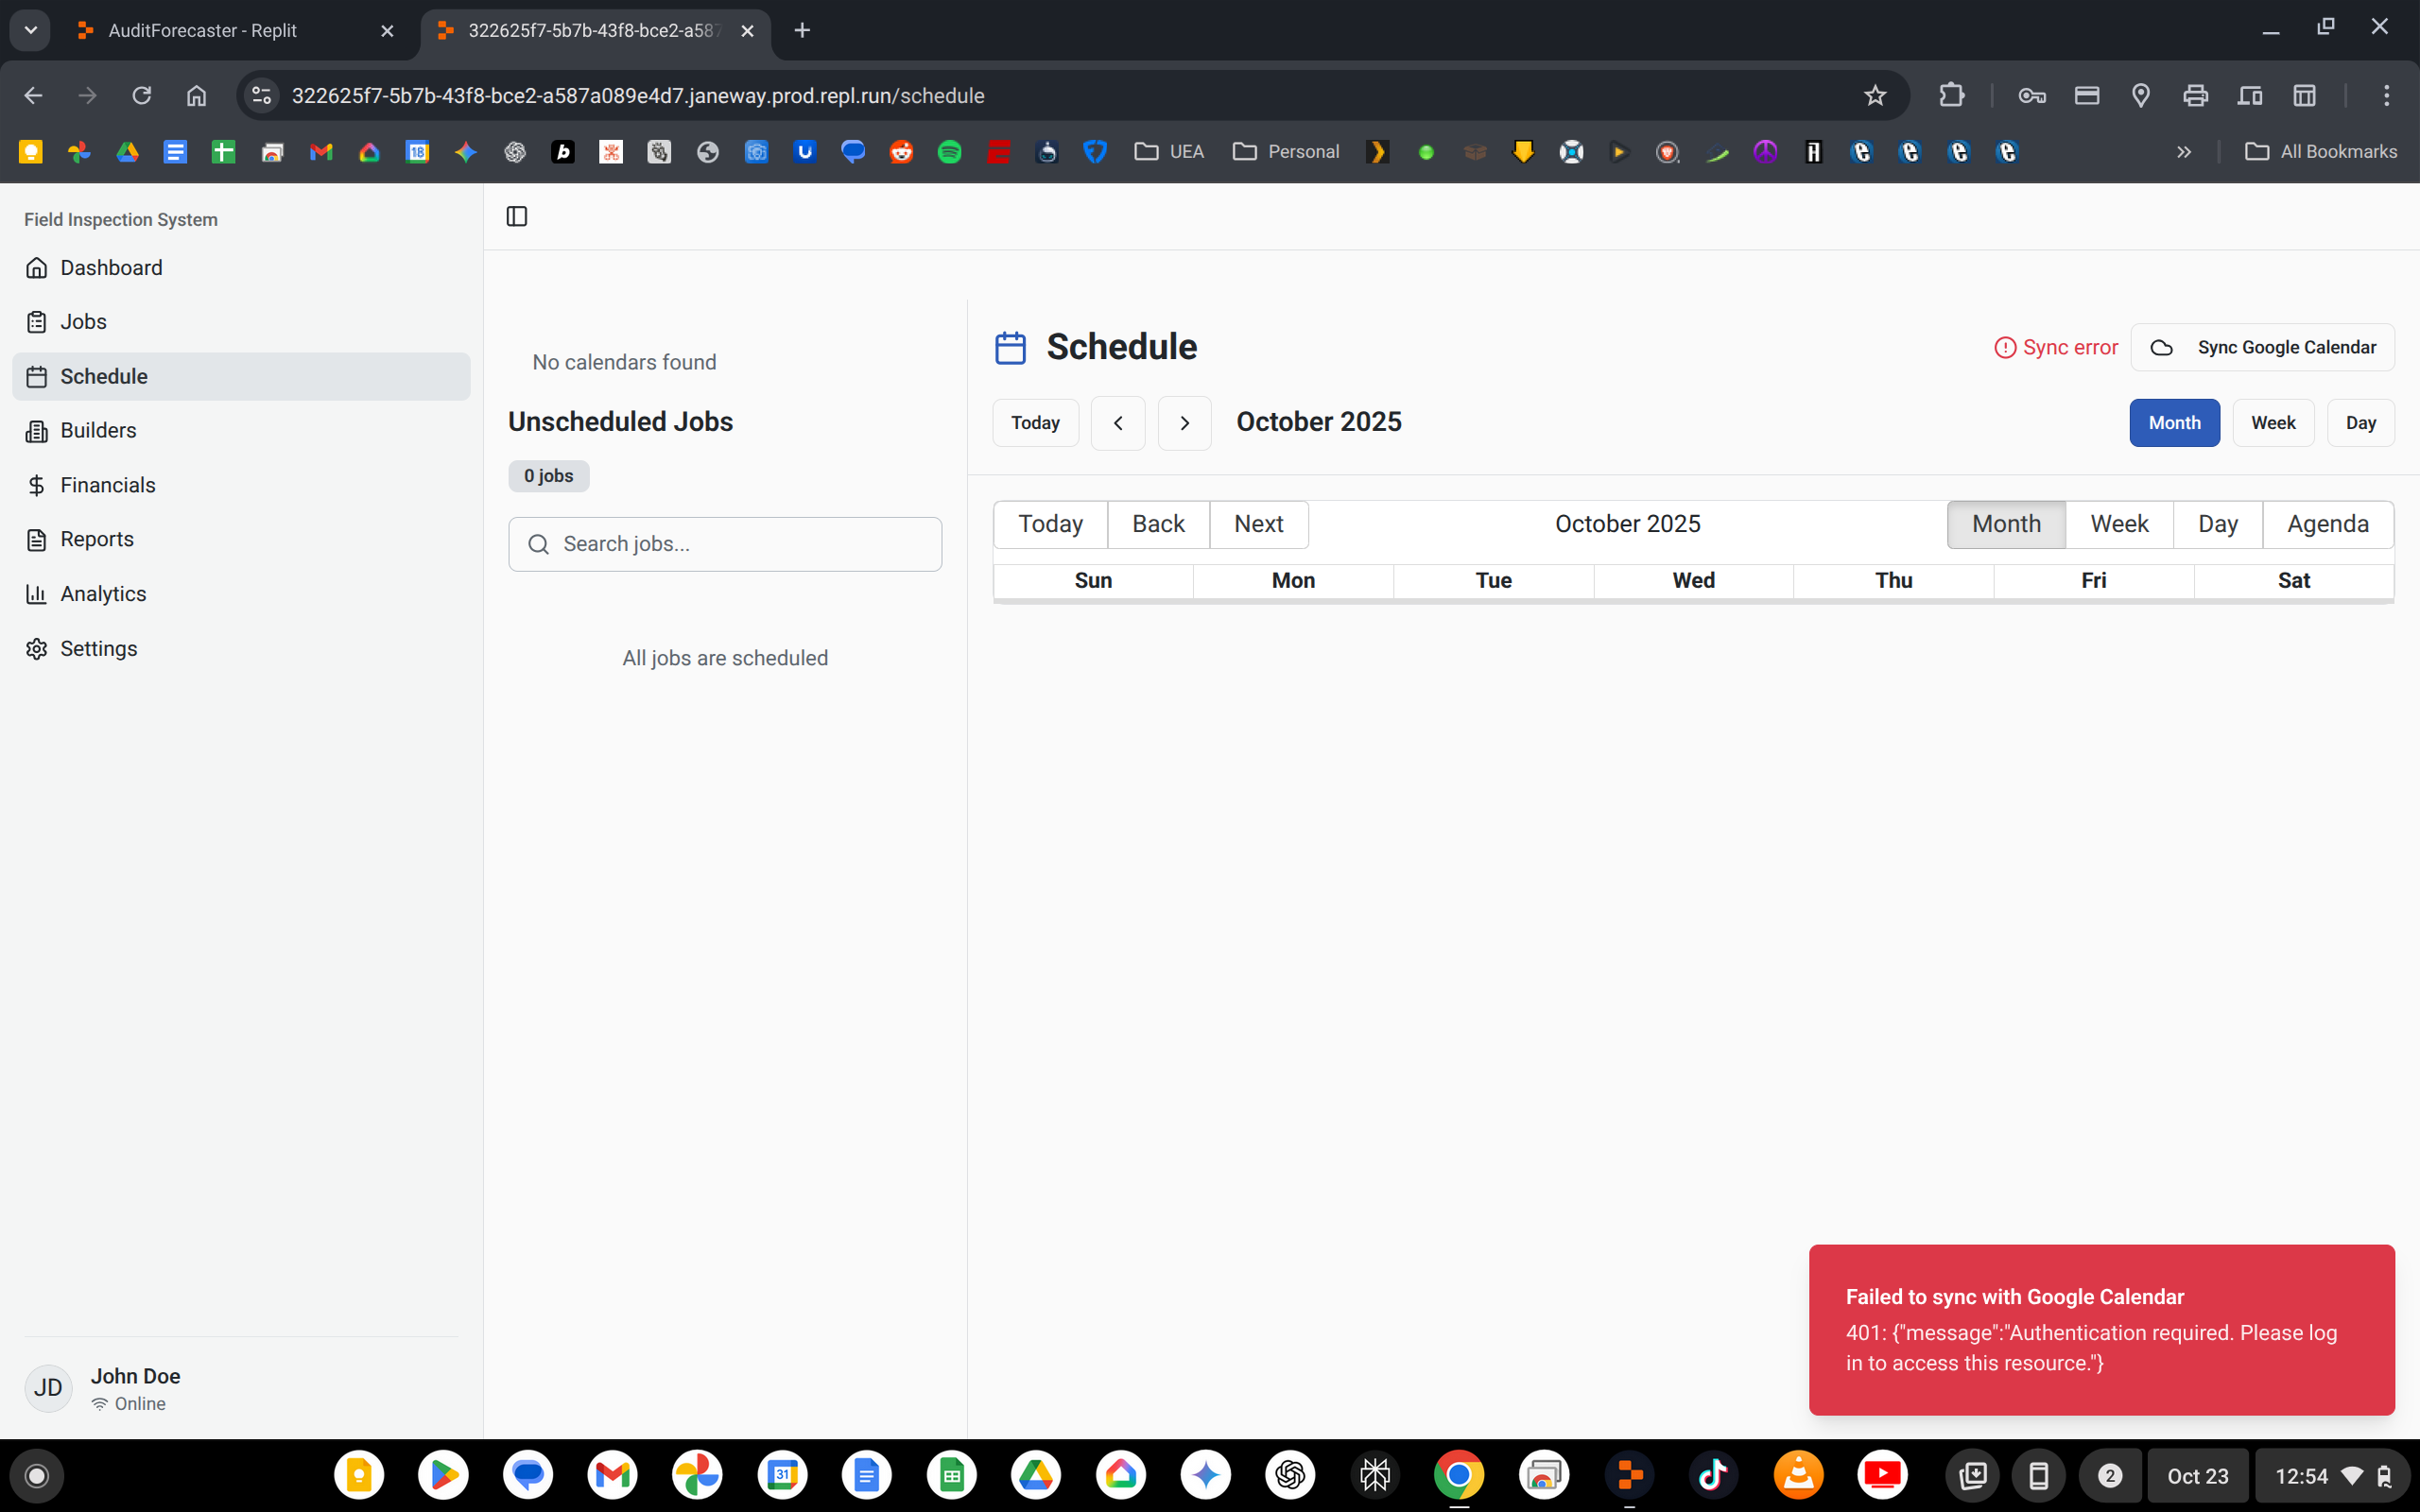 AuditForecaster - Replit
322625f7-5b7b-43f8-bce2-a587
322625f7-5b7b-43f8-bce2-a587a089e4d7.janeway.prod.repl.run/schedule
18
UEA
Personal
All Bookmarks
Field Inspection System
Dashboard
Jobs
Schedule
Builders
Financials
Reports
Analytics
Settings
No calendars found
Unscheduled Jobs
0 jobs
Search jobs...
All jobs are scheduled
Schedule
Sync error
Sync Google Calendar
Today
October 2025
Month Week Day
Today Back Next
October 2025
Month Week Day Agenda
Sun Mon Tue Wed Thu Fri Sat
Failed to sync with Google Calendar
401: {"message":"Authentication required. Please log
in to access this resource."}
JD
John Doe
Online
31
2
Oct 23
12:54